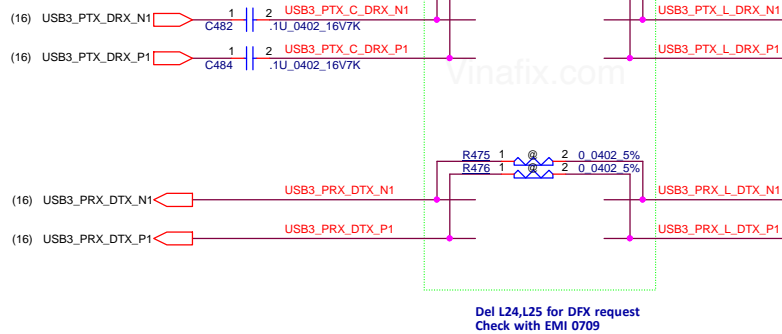 (16) USB3_PTX_DRX_N1 1 2 USB3_PTX_C_DRX_N1 USB3_PTX_L_DRX_N1
C482 .1U_0402_16V7K
(16) USB3_PTX_DRX_P1 1 2 USB3_PTX_C_DRX_P1 USB3_PTX_L_DRX_P1
C484 .1U_0402_16V7K
Vinafix.com
R475 1 @ 2 0_0402_5%
R476 1 @ 2 0_0402_5%
(16) USB3_PRX_DTX_N1 USB3_PRX_DTX_N1 USB3_PRX_L_DTX_N1
(16) USB3_PRX_DTX_P1 USB3_PRX_DTX_P1 USB3_PRX_L_DTX_P1
Del L24,L25 for DFX request
Check with EMI 0709